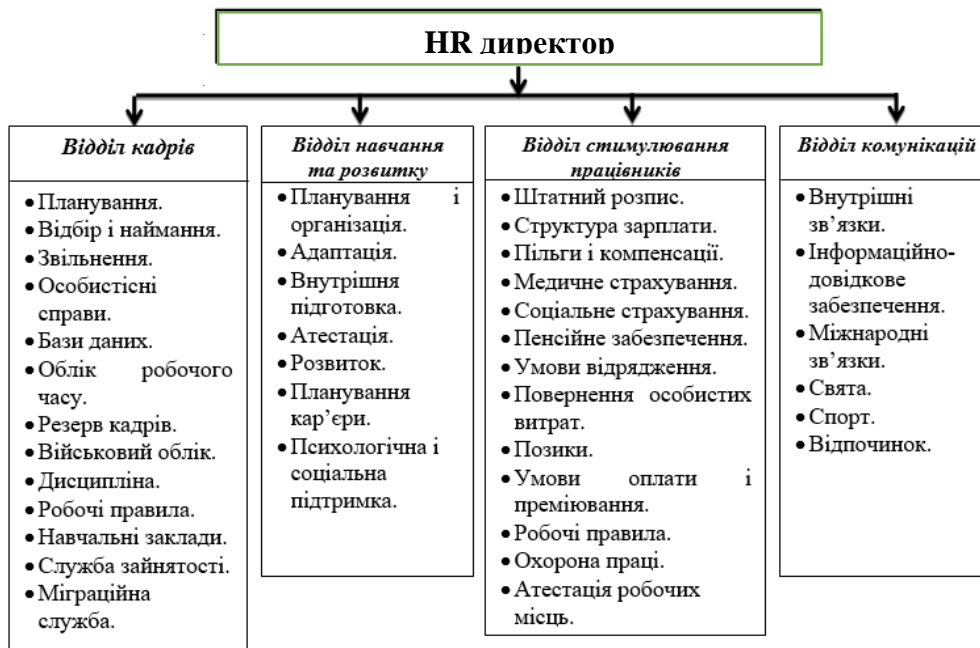 HR директор
Відділ кадрів
• Планування.
• Відбір і наймання.
• Звільнення.
• Особистісні
справи.
• Бази даних.
• Облік робочого
часу.
• Резерв кадрів.
• Військовий облік.
• Дисципліна.
• Робочі правила.
• Навчальні заклади.
• Служба зайнятості.
• Міграційна
служба.
Відділ навчання
та розвитку
• Планування і
організація.
• Адаптація.
• Внутрішня
підготовка.
• Атестація.
• Розвиток.
• Планування
кар’єри.
• Психологічна і
соціальна
підтримка.
Відділ стимулювання
працівників
• Штатний розпис.
• Структура зарплати.
• Пільги і компенсації.
• Медичне страхування.
• Соціальне страхування.
• Пенсійне забезпечення.
• Умови відрядження.
• Повернення особистих
витрат.
• Позики.
• Умови оплати і
преміювання.
• Робочі правила.
• Охорона праці.
• Атестація робочих
місць.
Відділ комунікацій
• Внутрішні
зв’язки.
• Інформаційно-
довідкове
забезпечення.
• Міжнародні
зв’язки.
• Свята.
• Спорт.
• Відпочинок.